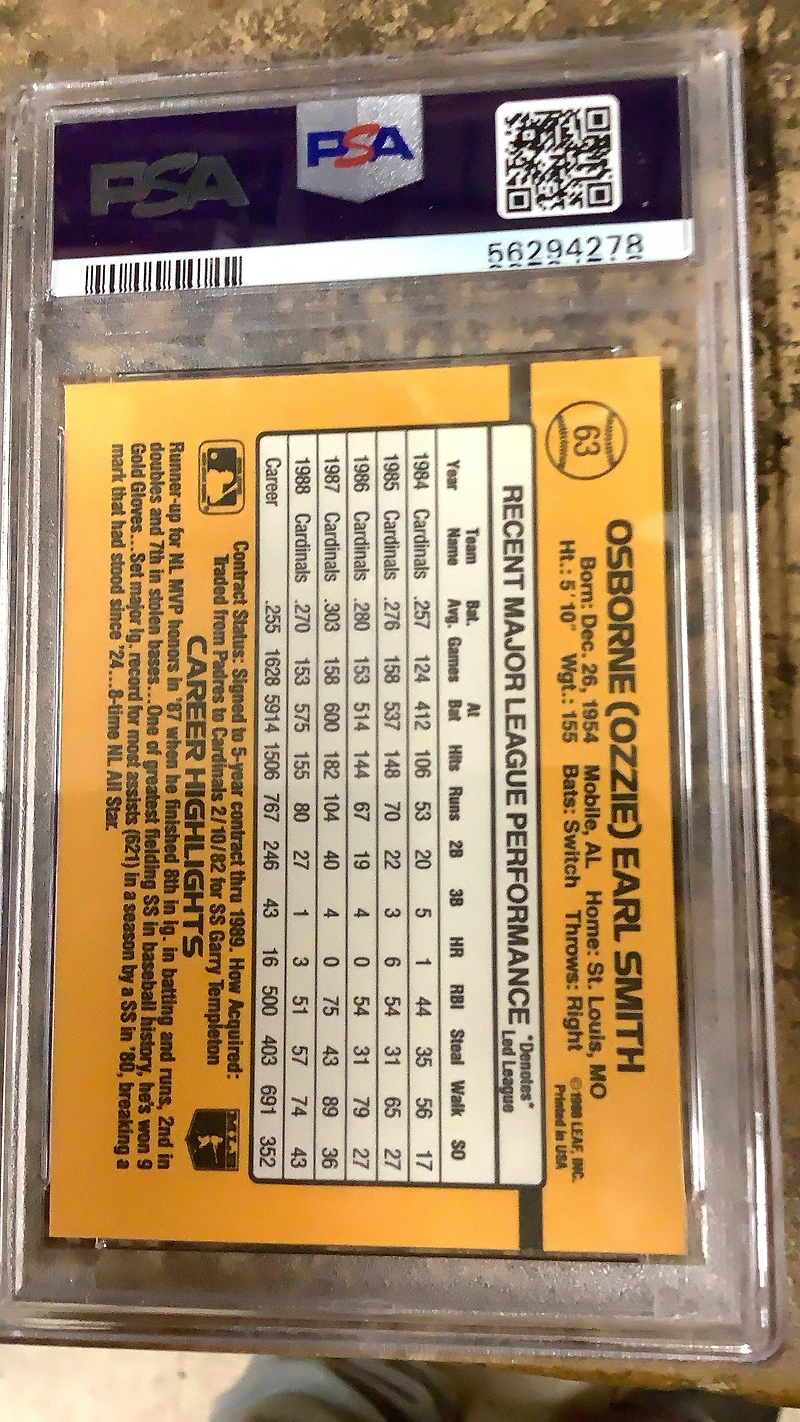 PSA
PSA
56294278
63
OSBORNE (OZZIE) EARL SMITH
Born: Dec. 26, 1954 Mobile, AL Home: St. Louis, MO
Ht.: 5'10" Wgt.: 155 Bats: Switch Throws: Right
©1988 LEAF, INC.
Printed in USA
RECENT MAJOR LEAGUE PERFORMANCE *Denotes* Led League
Year Team Name Bat. Avg. Games At Bat Hits Runs 2B 3B HR RBI Steal Walk SO
1984 Cardinals .257 124 412 106 53 20 5 1 44 35 56 17
1985 Cardinals .276 158 537 148 70 22 3 6 54 31 65 27
1986 Cardinals .280 153 514 144 67 19 4 0 54 31 79 27
1987 Cardinals .303 158 600 182 104 40 4 0 75 43 89 36
1988 Cardinals .270 153 575 155 80 27 1 3 51 57 74 43
Career .255 1628 5914 1506 767 246 43 16 500 403 691 352
Contract Status: Signed to 5-year contract thru 1989. How Acquired:
Traded from Padres to Cardinals 2/10/82 for SS Garry Templeton
CAREER HIGHLIGHTS
Runner-up for NL MVP honors in '87 when he finished 8th in lg. in batting and runs, 2nd in
doubles and 7th in stolen bases...One of greatest fielding SS in baseball history, he's won 9
Gold Gloves...Set major lg. record for most assists (621) in a season by a SS in '80, breaking a
mark that had stood since '24...8-time NL All Star.